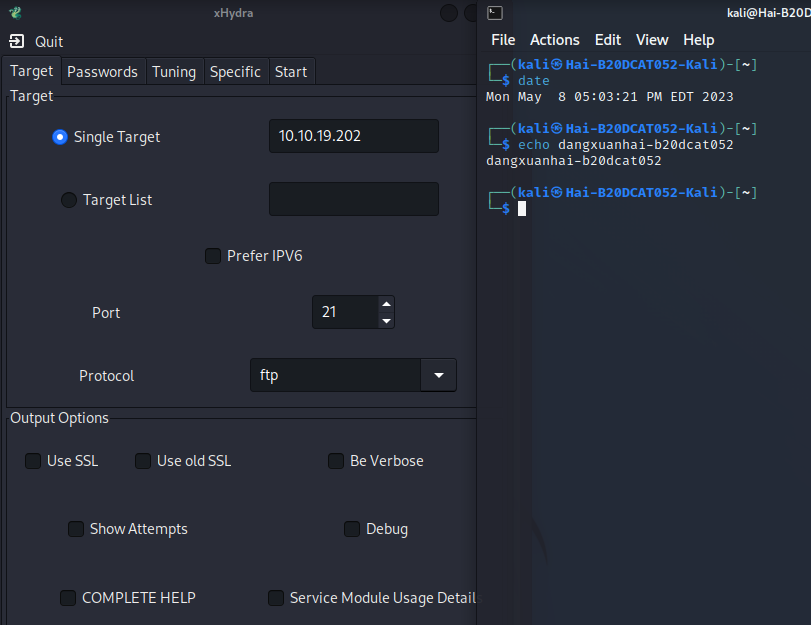 xHydra
Quit
Target Passwords Tuning Specific Start
Target
Single Target 10.10.19.202
Target List
Prefer IPV6
Port 21
Protocol ftp
Output Options
Use SSL Use old SSL Be Verbose
Show Attempts Debug
COMPLETE HELP Service Module Usage Details
kali@Hai-B20D
File Actions Edit View Help
┌──(kali㉿Hai-B20DCAT052-Kali)-[~]
└─$ date
Mon May  8 05:03:21 PM EDT 2023
┌──(kali㉿Hai-B20DCAT052-Kali)-[~]
└─$ echo dangxuanhai-b20dcat052
dangxuanhai-b20dcat052
┌──(kali㉿Hai-B20DCAT052-Kali)-[~]
└─$